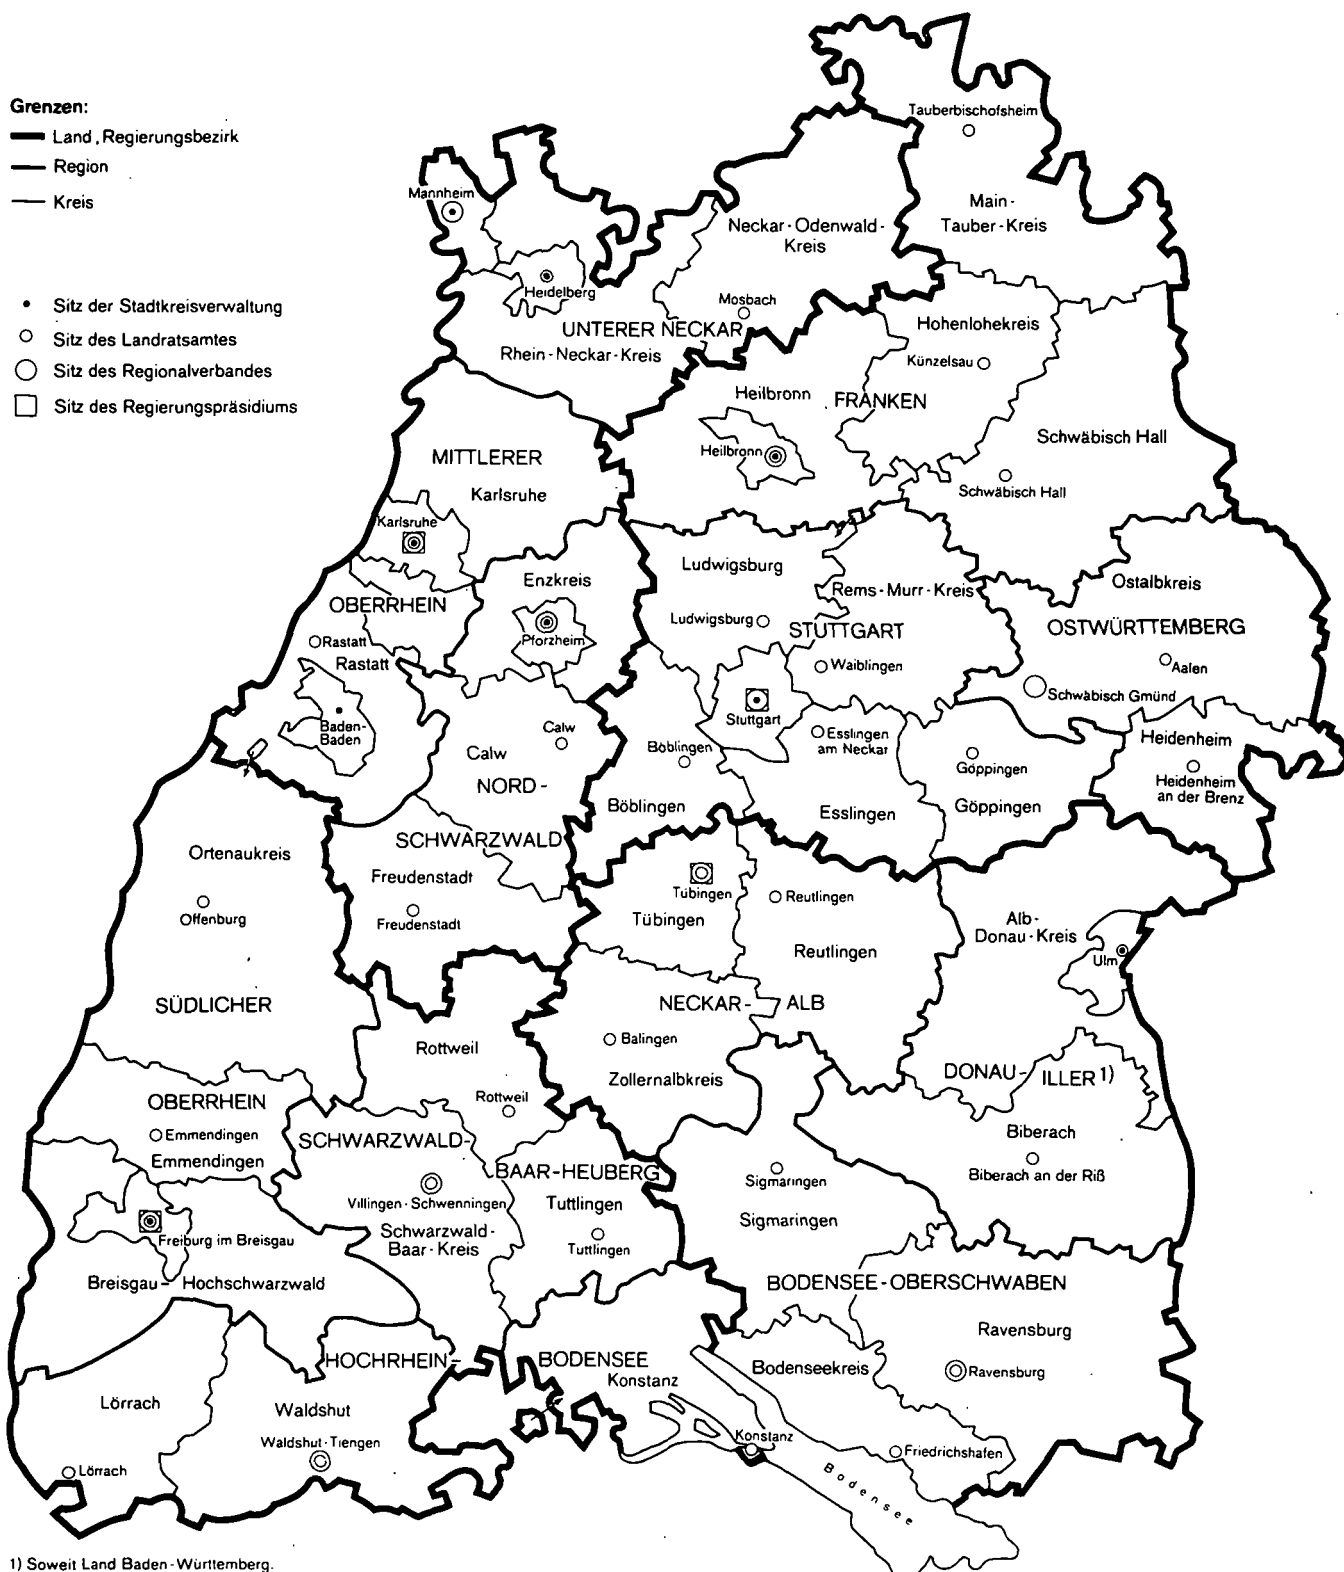 Grenzen:
Land, Regierungsbezirk
Region
Kreis
Sitz der Stadtkreisverwaltung
Sitz des Landratsamtes
Sitz des Regionalverbandes
Sitz des Regierungspräsidiums
Tauberbischofsheim
Main-
Tauber-Kreis
Mannheim
Neckar-Odenwald-
Kreis
Heidelberg
Mosbach
UNTERER NECKAR
Rhein-Neckar-Kreis
Hohenlohekreis
Künzelsau
Heilbronn
FRANKEN
Heilbronn
Schwäbisch Hall
Schwäbisch Hall
MITTLERER
Karlsruhe
Karlsruhe
Enzkreis
Pforzheim
OBERRHEIN
Rastatt
Rastatt
Baden-
Baden
Ludwigsburg
Ludwigsburg
Rems-Murr-Kreis
STUTTGART
Waiblingen
Stuttgart
Ostalbkreis
OSTWÜRTTEMBERG
Aalen
Schwäbisch Gmünd
Calw
Calw
NORD-
SCHWARZWALD
Böblingen
Böblingen
Esslingen
am Neckar
Esslingen
Göppingen
Göppingen
Heidenheim
Heidenheim
an der Brenz
Ortenaukreis
Offenburg
Freudenstadt
Freudenstadt
Tübingen
Tübingen
Reutlingen
Reutlingen
Alb-
Donau-Kreis
Ulm
SÜDLICHER
OBERRHEIN
NECKAR-ALB
Balingen
Zollernalbkreis
Rottweil
Rottweil
DONAU-ILLER 1)
Biberach
Biberach an der Riß
Emmendingen
Emmendingen
SCHWARZWALD-
BAAR-HEUBERG
Villingen-Schwenningen
Schwarzwald-
Baar-Kreis
Tuttlingen
Tuttlingen
Sigmaringen
Sigmaringen
Freiburg im Breisgau
Breisgau-Hochschwarzwald
BODENSEE-OBERSCHWABEN
Ravensburg
Ravensburg
HOCHRHEIN-
BODENSEE
Konstanz
Bodenseekreis
Lörrach
Waldshut
Waldshut-Tiengen
Lörrach
Konstanz
Friedrichshafen
Bodensee
1) Soweit Land Baden-Württemberg.